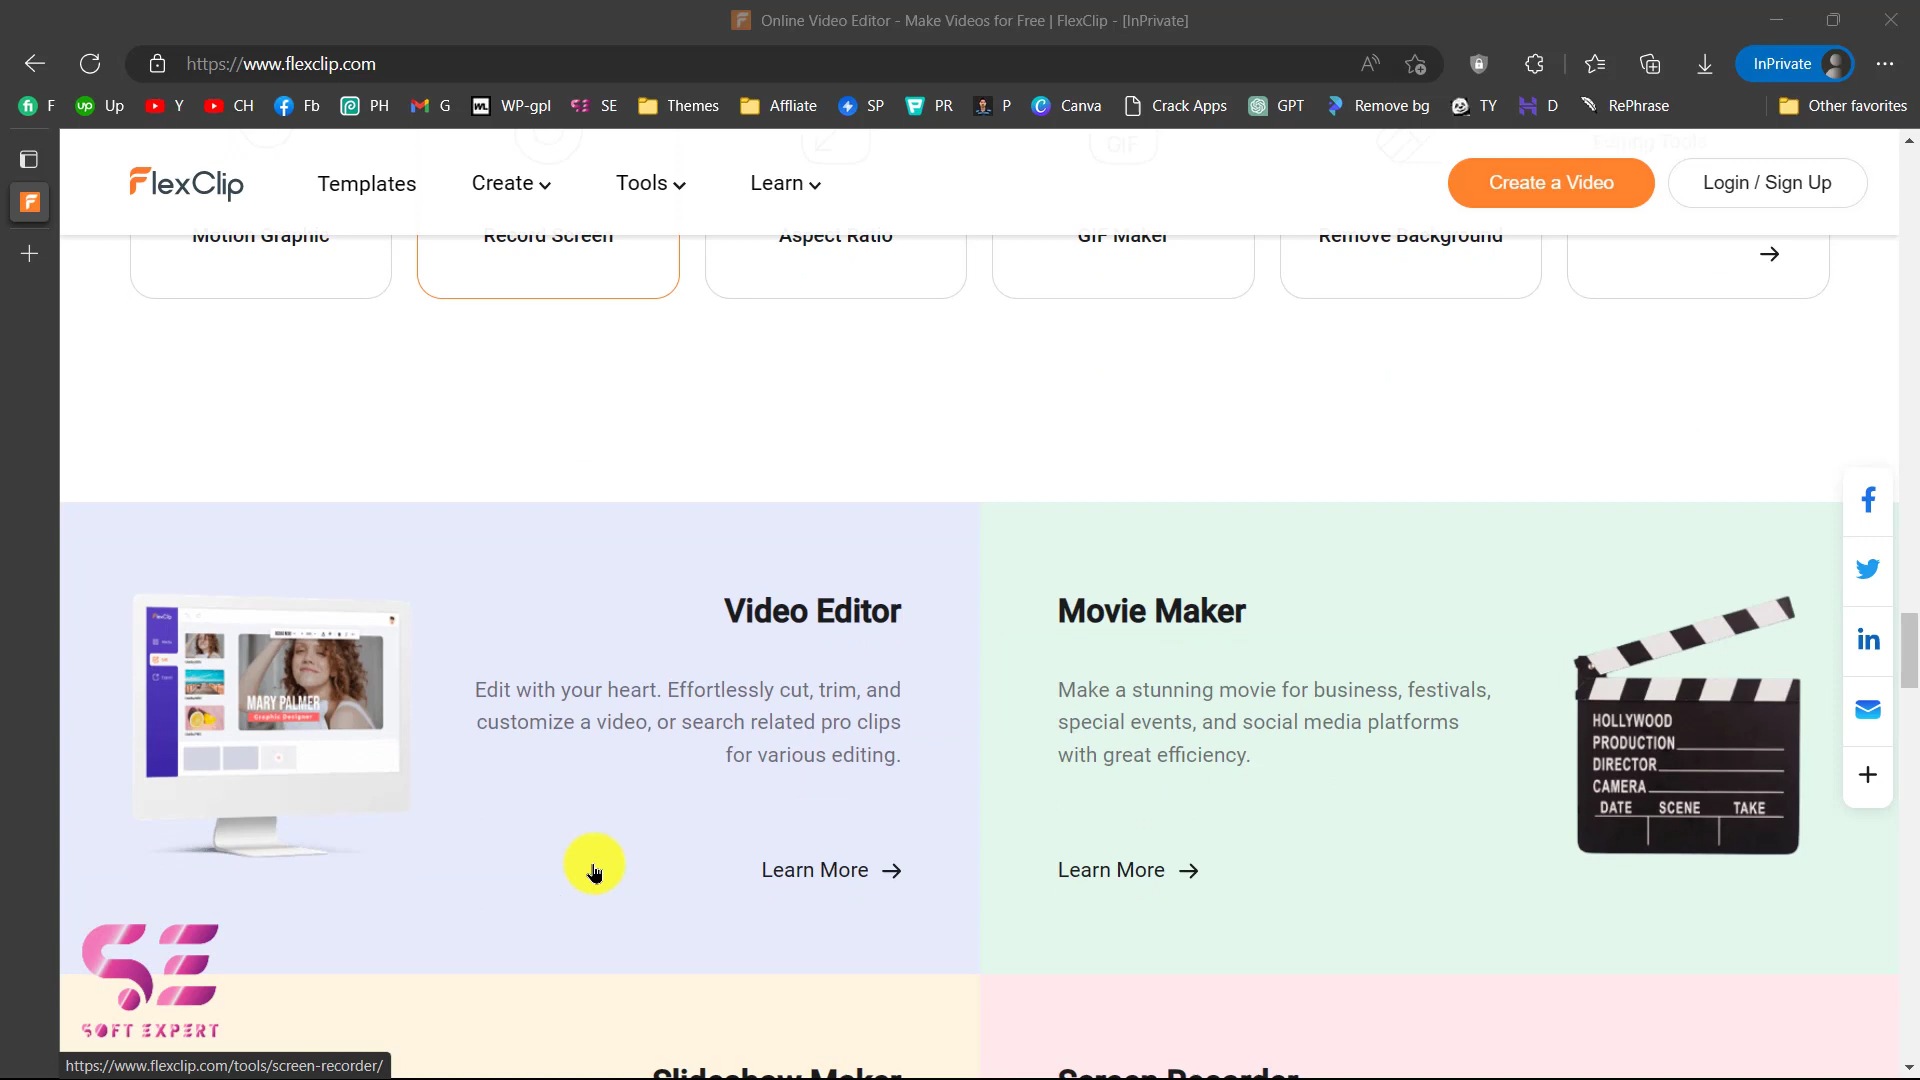 Online Video Editor - Make Videos for Free | FlexClip - [InPrivate]
https://www.flexclip.com
InPrivate
F Up Y CH Fb PH G WP-gpl SE Themes Affliate SP PR P Canva Crack Apps GPT Remove bg TY D RePhrase Other favorites
GIF
Editing Tools
FlexClip Templates Create Tools Learn Create a Video Login / Sign Up
Motion Graphic Record Screen Aspect Ratio GIF Maker Remove Background
Video Editor
Edit with your heart. Effortlessly cut, trim, and
customize a video, or search related pro clips
for various editing.
Learn More
MARY PALMER
Graphic Designer
Movie Maker
Make a stunning movie for business, festivals,
special events, and social media platforms
with great efficiency.
Learn More
HOLLYWOOD
PRODUCTION
DIRECTOR
CAMERA
DATE SCENE TAKE
SE
SOFT EXPERT
Slideshow Maker
Screen Recorder
https://www.flexclip.com/tools/screen-recorder/